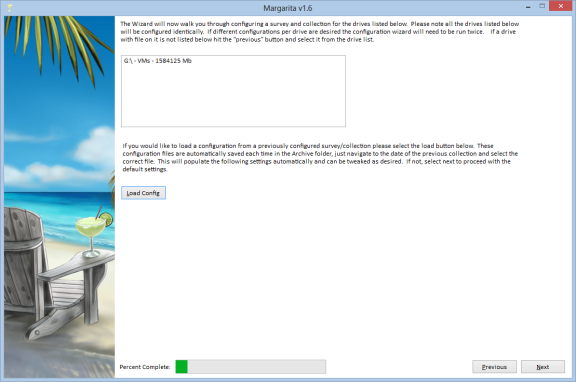 Margarita v1.6
The Wizard will now walk you through configuring a survey and collection for the drives listed below.  Please note all the drives listed below
will be configured identically.  If different configurations per drive are desired the configuration wizard will need to be run twice..  If a drive
with file on it is not listed below hit the "previous" button and select it from the drive list.
G:\ - VMs - 1584125 Mb
If you would like to load a configuration from a previously configured survey/collection please select the load button below.  These
configuration files are automatically saved each time in the Archive folder, just navigate to the date of the previous collection and select the
correct file.  This will populate the following settings automatically and can be tweaked as desired.  If not, select next to proceed with the
default settings.
Load Config
Percent Complete:
Previous
Next